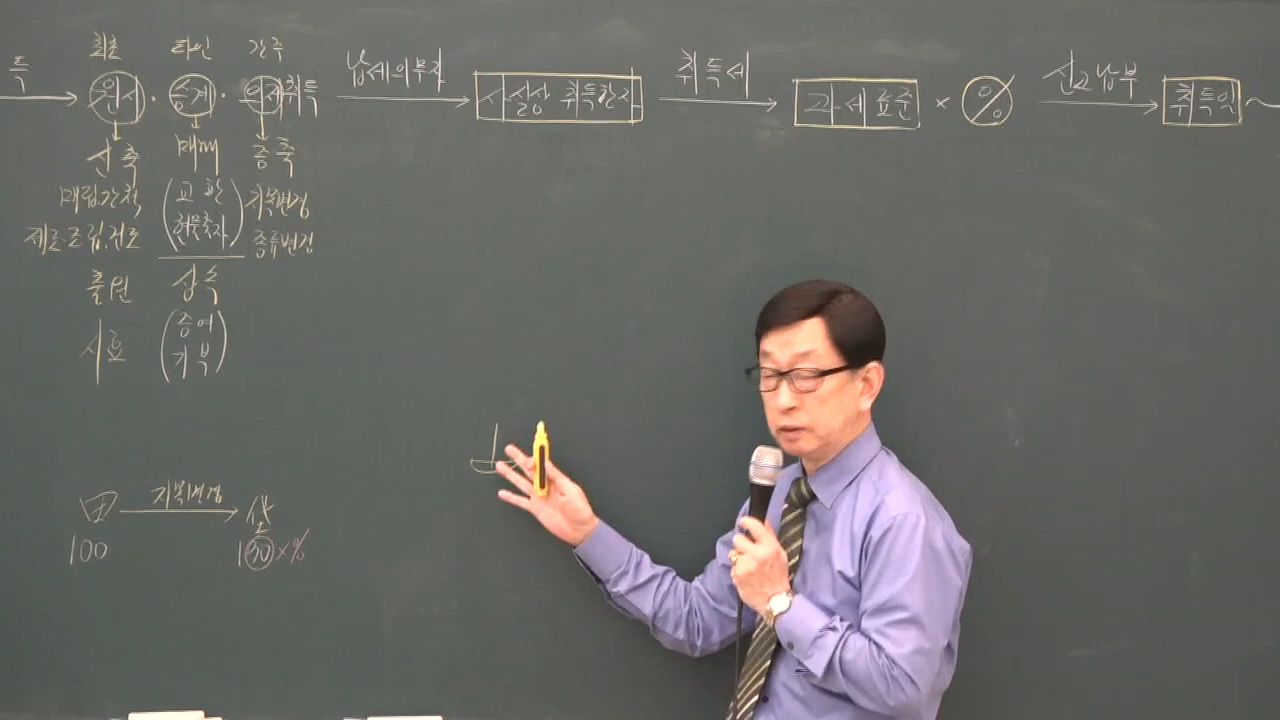 득
최초 타인 간주
원시 · 승계 · 의제취득
납세의무자
사실상 취득한자
취득세
과세표준 × %
신고납부
취득일~
신축 매매 증축
매립.간척 (교환 지목변경
제조.조립.건조 현물출자) 종류변경
출원 상속
시효 (증여
기부)
田 지목변경 垈
100 130 × %